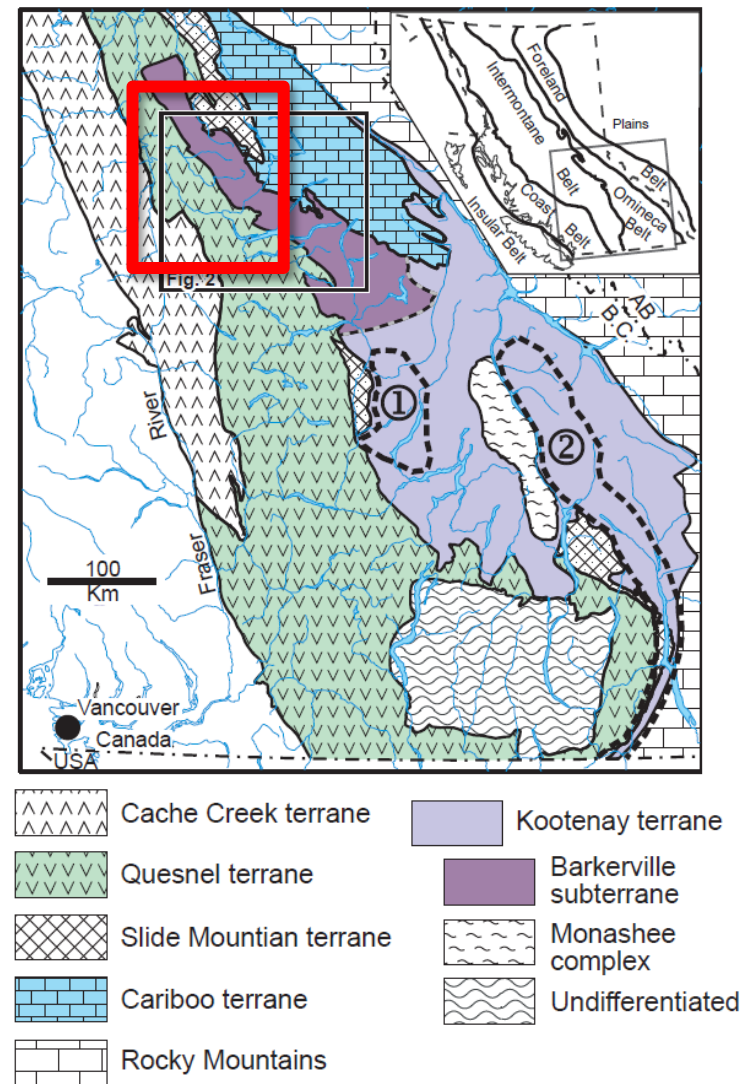 Foreland
Intermontane
Plains
Belt
Belt
Omineca
Belt
Coast
Belt
Insular Belt
Fig. 2
AB
B.C.
①
②
River
Fraser
100
Km
Vancouver
Canada
USA
Cache Creek terrane
Kootenay terrane
Quesnel terrane
Barkerville
subterrane
Slide Mountian terrane
Monashee
complex
Cariboo terrane
Undifferentiated
Rocky Mountains